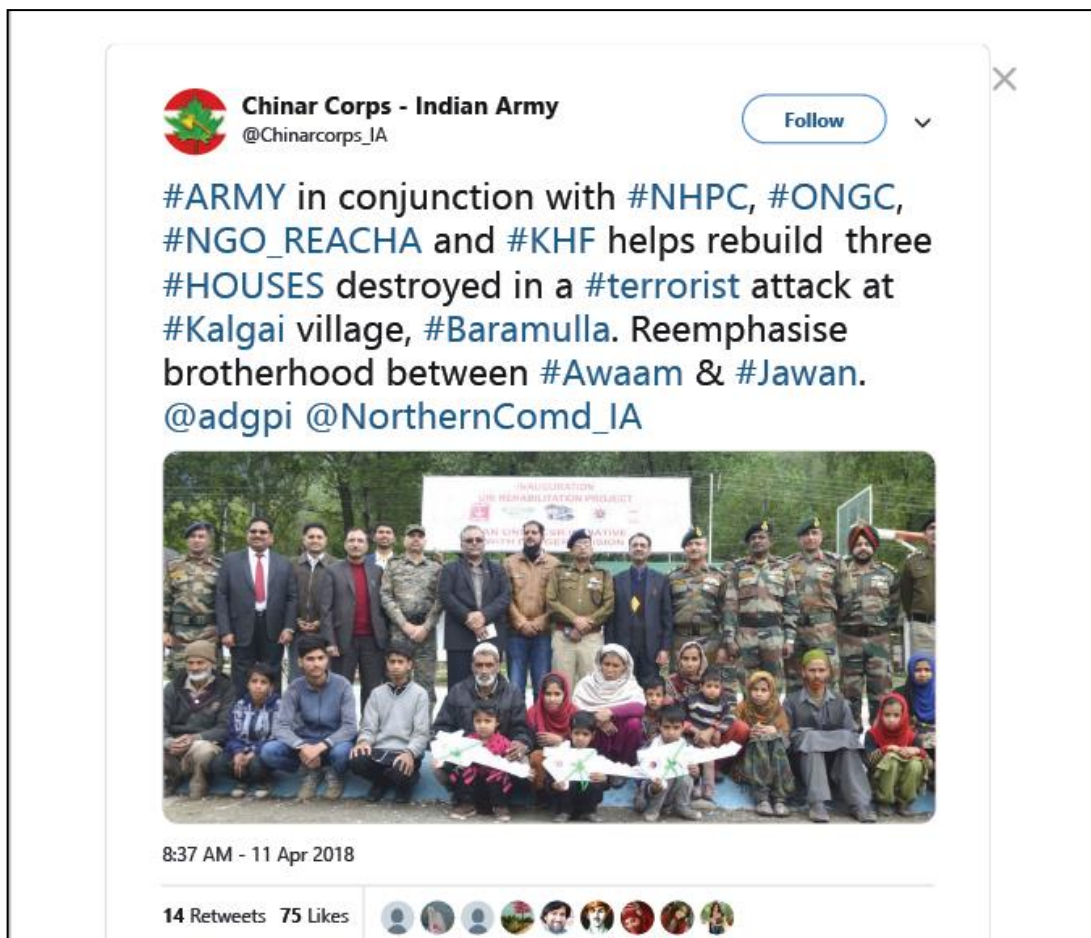 Chinar Corps - Indian Army
@Chinarcorps_IA
Follow
#ARMY in conjunction with #NHPC, #ONGC,
#NGO_REACHA and #KHF helps rebuild three
#HOUSES destroyed in a #terrorist attack at
#Kalgai village, #Baramulla. Reemphasise
brotherhood between #Awaam & #Jawan.
@adgpi @NorthernComd_IA
INAUGURATION
URI REHABILITATION PROJECT
8:37 AM - 11 Apr 2018
14 Retweets 75 Likes